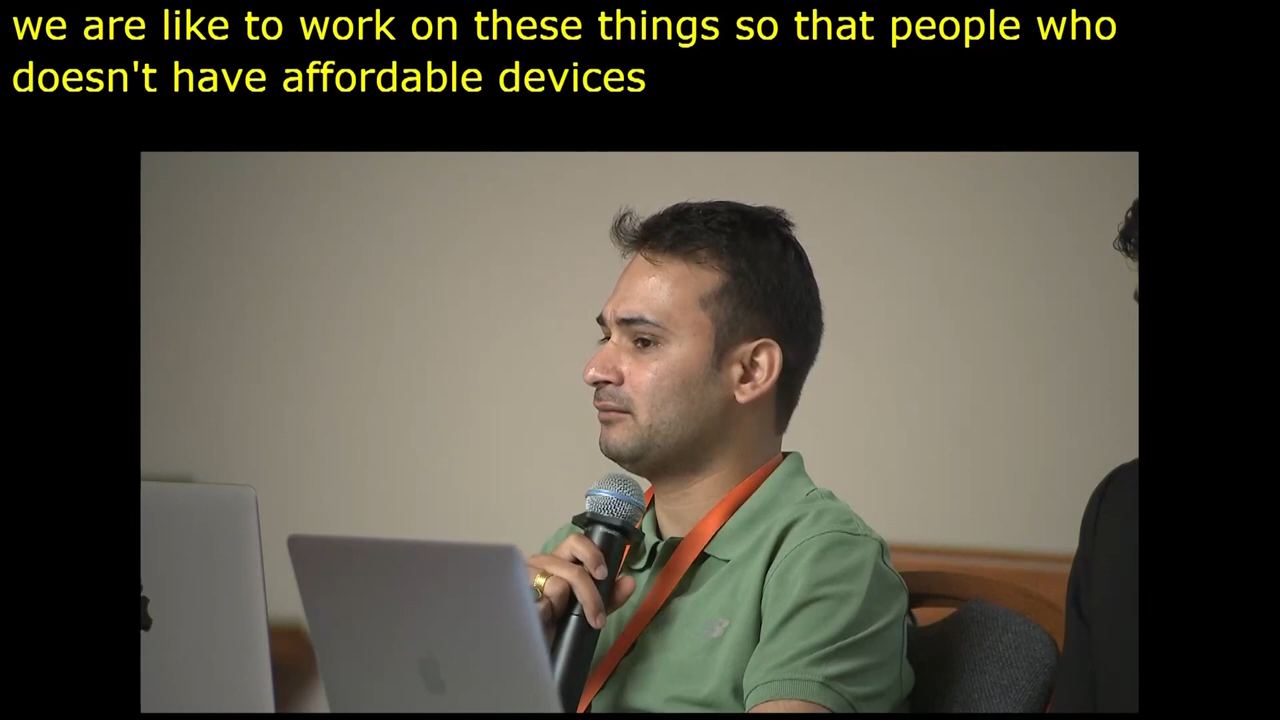 we are like to work on these things so that people who
doesn't have affordable devices